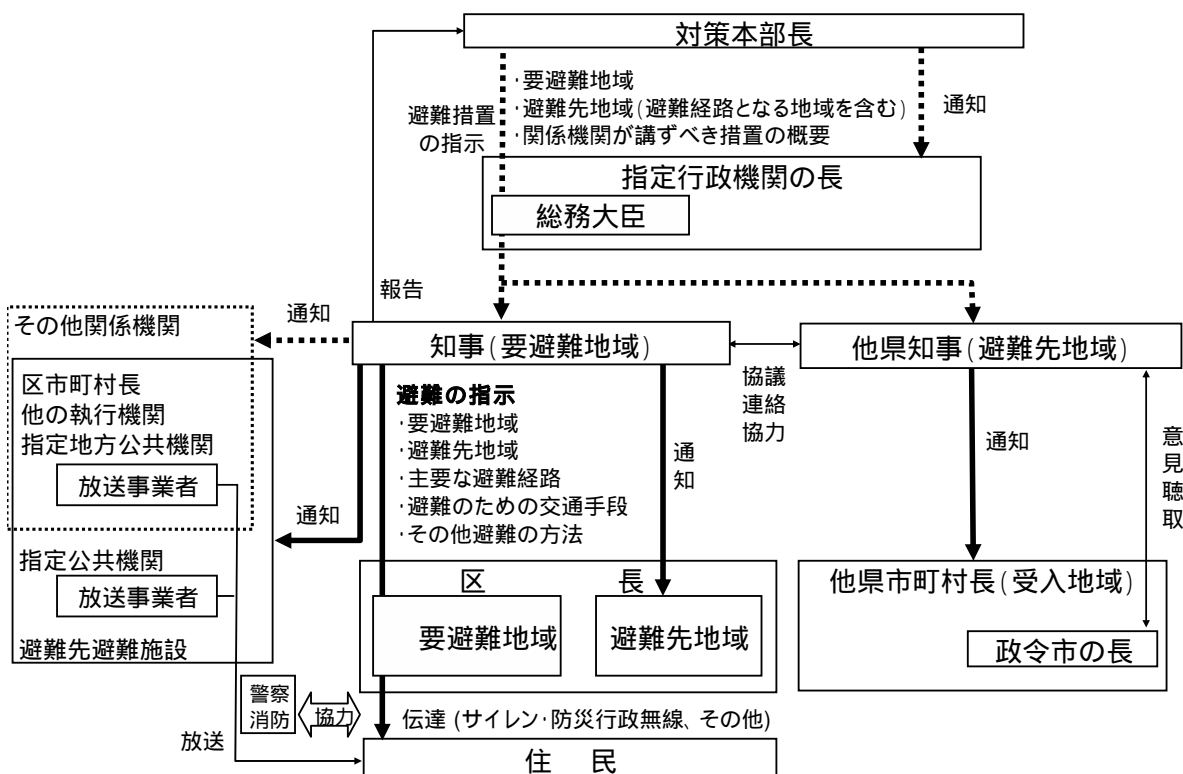 対策本部長
･要避難地域
･避難先地域(避難経路となる地域を含む)
･関係機関が講ずべき措置の概要
避難措置
の指示
通知
指定行政機関の長
総務大臣
報告
通知
その他関係機関
知事(要避難地域)
他県知事(避難先地域)
協議
連絡
協力
区市町村長
他の執行機関
指定地方公共機関
放送事業者
避難の指示
･要避難地域
･避難先地域
･主要な避難経路
･避難のための交通手段
･その他避難の方法
通知
通知
通知
意見聴取
指定公共機関
放送事業者
避難先避難施設
区 長
要避難地域
避難先地域
他県市町村長(受入地域)
政令市の長
警察
消防
協力
伝達 (サイレン･防災行政無線、その他)
放送
住 民